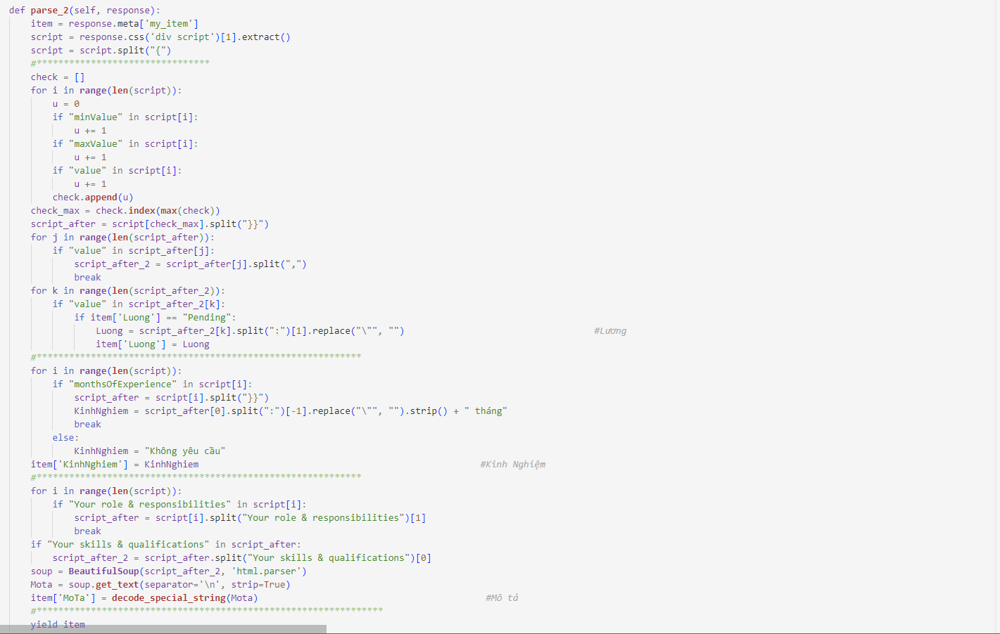 def parse_2(self, response):
    item = response.meta['my_item']
    script = response.css('div script')[1].extract()
    script = script.split("{")
    #********************************
    check = []
    for i in range(len(script)):
        u = 0
        if "minValue" in script[i]:
            u += 1
        if "maxValue" in script[i]:
            u += 1
        if "value" in script[i]:
            u += 1
        check.append(u)
    check_max = check.index(max(check))
    script_after = script[check_max].split("}}")
    for j in range(len(script_after)):
        if "value" in script_after[j]:
            script_after_2 = script_after[j].split(",")
            break
    for k in range(len(script_after_2)):
        if "value" in script_after_2[k]:
            if item['Luong'] == "Pending":
                Luong = script_after_2[k].split(":")[1].replace("\"", "") #Lương
                item['Luong'] = Luong
    #************************************************************
    for i in range(len(script)):
        if "monthsOfExperience" in script[i]:
            script_after = script[i].split("}}")
            KinhNghiem = script_after[0].split(":")[-1].replace("\"", "").strip() + " tháng"
            break
        else:
            KinhNghiem = "Không yêu cầu"
    item['KinhNghiem'] = KinhNghiem #Kinh Nghiệm
    #************************************************************
    for i in range(len(script)):
        if "Your role & responsibilities" in script[i]:
            script_after = script[i].split("Your role & responsibilities")[1]
            break
    if "Your skills & qualifications" in script_after:
        script_after_2 = script_after.split("Your skills & qualifications")[0]
    soup = BeautifulSoup(script_after_2, 'html.parser')
    Mota = soup.get_text(separator='\n', strip=True)
    item['MoTa'] = decode_special_string(Mota) #Mô tả
    #****************************************************************
    yield item